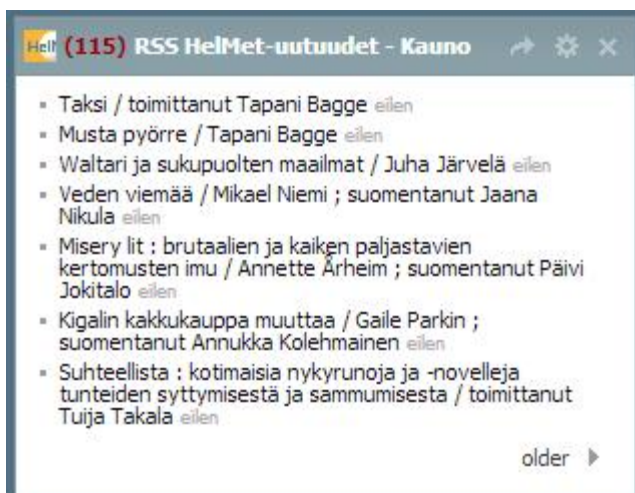 HelM (115) RSS HelMet-uutuudet - Kauno
Taksi / toimittanut Tapani Bagge eilen
Musta pyörre / Tapani Bagge eilen
Waltari ja sukupuolten maailmat / Juha Järvelä eilen
Veden viemää / Mikael Niemi ; suomentanut Jaana
Nikula eilen
Misery lit : brutaalien ja kaiken paljastavien
kertomusten imu / Annette Årheim ; suomentanut Päivi
Jokitalo eilen
Kigalin kakkukauppa muuttaa / Gaile Parkin ;
suomentanut Annukka Kolehmainen eilen
Suhteellista : kotimaisia nykyrunoja ja -novelleja
tunteiden syttymisestä ja sammumisesta / toimittanut
Tuija Takala eilen
older